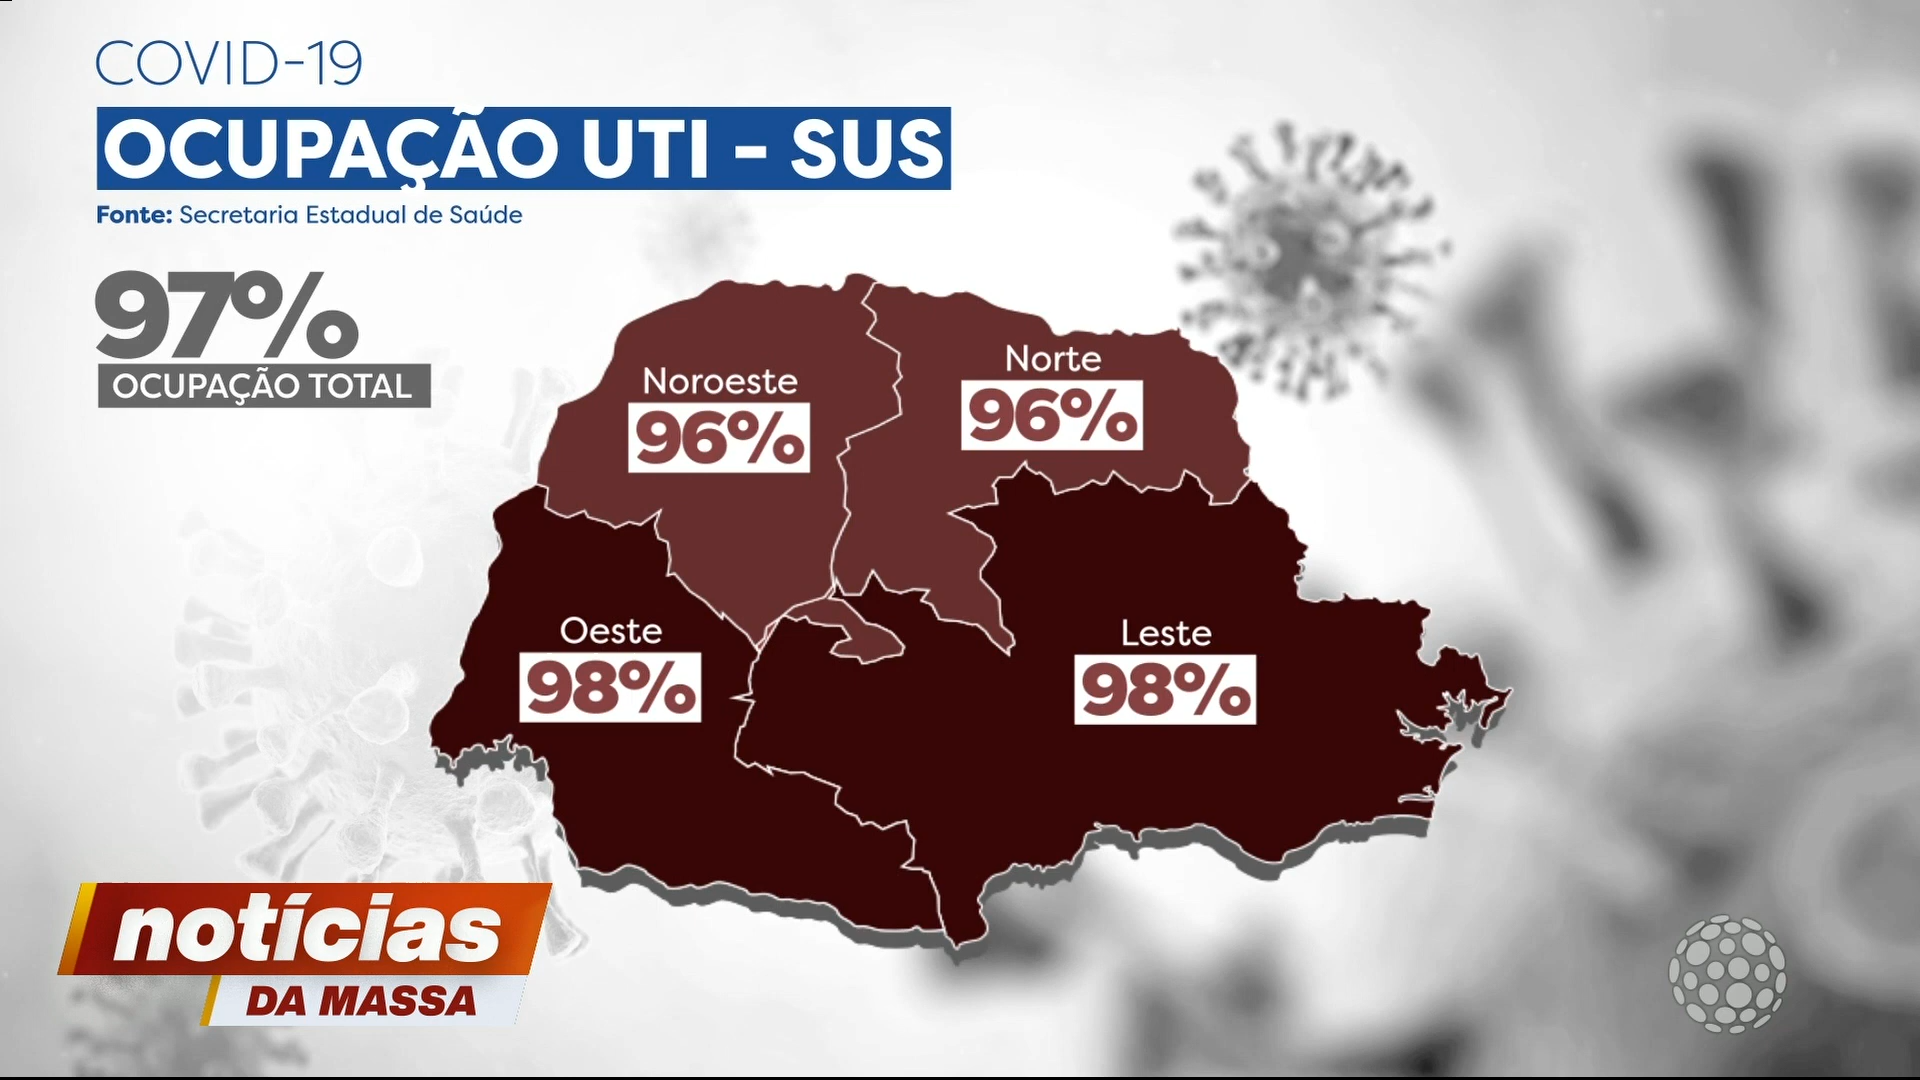 COVID-19
OCUPAÇÃO UTI - SUS
Fonte: Secretaria Estadual de Saúde
97%
OCUPAÇÃO TOTAL
Noroeste
96%
Norte
96%
Oeste
98%
Leste
98%
notícias
DA MASSA